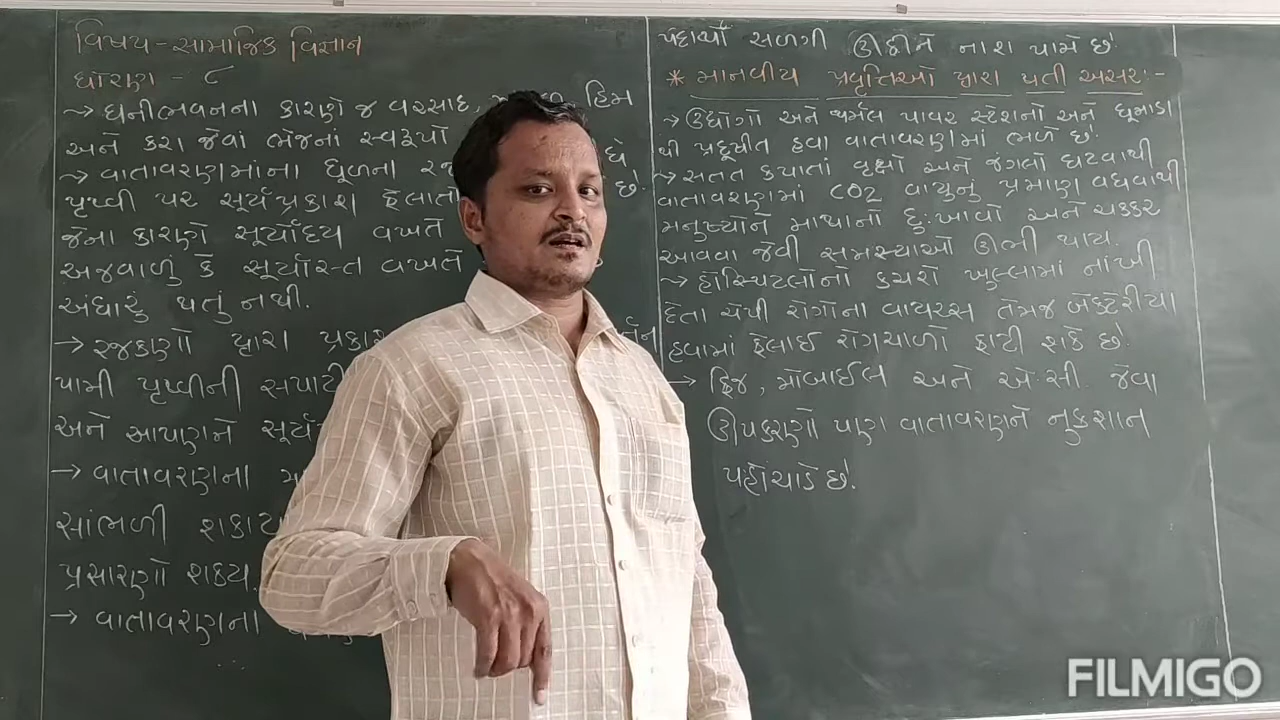 વિષય - સામાજિક વિજ્ઞાન
ધોરણ - ૮
→ ઘનીભવનના કારણે જ વરસાદ, હિમ
અને કરા જેવાં ભેજનાં સ્વરૂપો
→ વાતાવરણમાંના ધૂળના
પૃથ્વી પર સૂર્યપ્રકાશ ફેલાતો છે.
જેના કારણે સૂર્યોદય વખતે
અજવાળું કે સૂર્યાસ્ત વખતે
અંધારું થતું નથી.
→ રજકણો દ્વારા
પામી પૃથ્વીની
અને આપણને
→ વાતાવરણના
સાંભળી
પ્રસારણો શક્ય
→ વાતાવરણના
પદાર્થો સળગી ઊઠીને નાશ પામે છે.
* માનવીય પ્રવૃત્તિઓ દ્વારા થતી અસર :-
→ ઉદ્યોગો અને થર્મલ પાવર સ્ટેશનો અને ધૂમાડા
થી પ્રદૂષીત હવા વાતાવરણમાં ભળે છે.
→ સતત કપાતાં વૃક્ષો અને જંગલો ઘટવાથી
વાતાવરણમાં CO2 વાયુનું પ્રમાણ વધવાથી
મનુષ્યોને માથાનો દુ:ખાવો અને ચક્કર
આવવા જેવી સમસ્યાઓ ઊભી થાય.
→ હોસ્પિટલોનો કચરો ખુલ્લામાં નાંખી
દેતા ચેપી રોગોના વાયરસ તેમજ બેક્ટેરીયા
હવામાં ફેલાઈ રોગચાળો ફાટી શકે છે.
→ ફ્રિજ, મોબાઈલ અને એ.સી. જેવા
ઊપકરણો પણ વાતાવરણને નુકશાન
પહોંચાડે છે.
FILMIGO